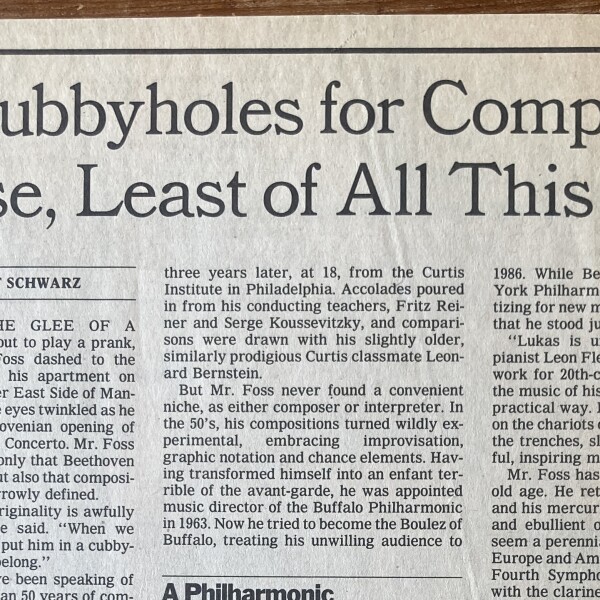 ubbyholes for Comp
se, Least of All This
SCHWARZ
HE GLEE OF A
out to play a prank,
Foss dashed to the
his apartment on
er East Side of Man-
e eyes twinkled as he
ovenian opening of
Concerto. Mr. Foss
only that Beethoven
ut also that composi-
rrowly defined.
riginality is awfully
e said. “When we
put him in a cubby-
belong.”
re been speaking of
an 50 years of com-
three years later, at 18, from the Curtis
Institute in Philadelphia. Accolades poured
in from his conducting teachers, Fritz Rei-
ner and Serge Koussevitzky, and compari-
sons were drawn with his slightly older,
similarly prodigious Curtis classmate Leon-
ard Bernstein.
But Mr. Foss never found a convenient
niche, as either composer or interpreter. In
the 50's, his compositions turned wildly ex-
perimental, embracing improvisation,
graphic notation and chance elements. Hav-
ing transformed himself into an enfant ter-
rible of the avant-garde, he was appointed
music director of the Buffalo Philharmonic
in 1963. Now he tried to become the Boulez of
Buffalo, treating his unwilling audience to
A Philharmonic
1986. While Be
York Philharm
tizing for new m
that he stood ju
“Lukas is u
pianist Leon Fle
work for 20th-c
the music of his
practical way. I
on the chariots o
the trenches, sl
ful, inspiring m
Mr. Foss has
old age. He ret
and his mercur
and ebullient o
seem a perennia
Europe and Am
Fourth Sympho
with the clarine